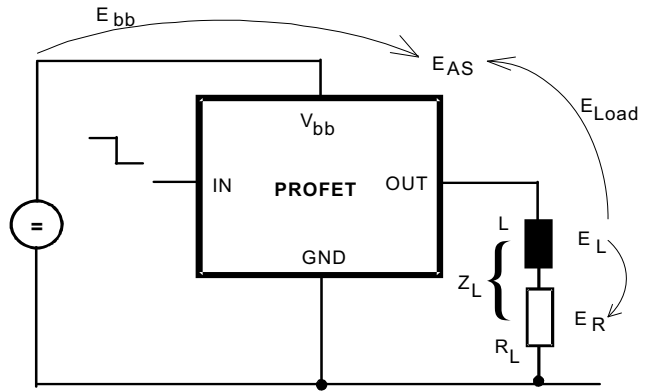 E bb
E AS
E Load
V bb
IN
PROFET
OUT
GND
L
Z L
R L
E L
E R
=